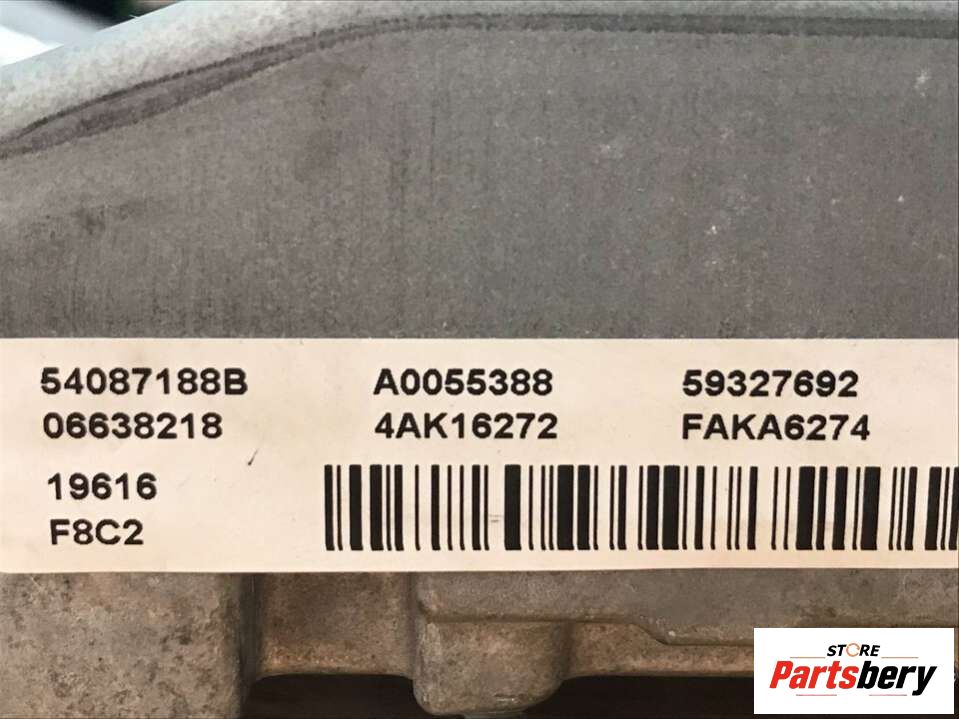 54087188B A0055388 59327692
06638218 4AK16272 FAKA6274
19616
F8C2
STORE
Partsbery